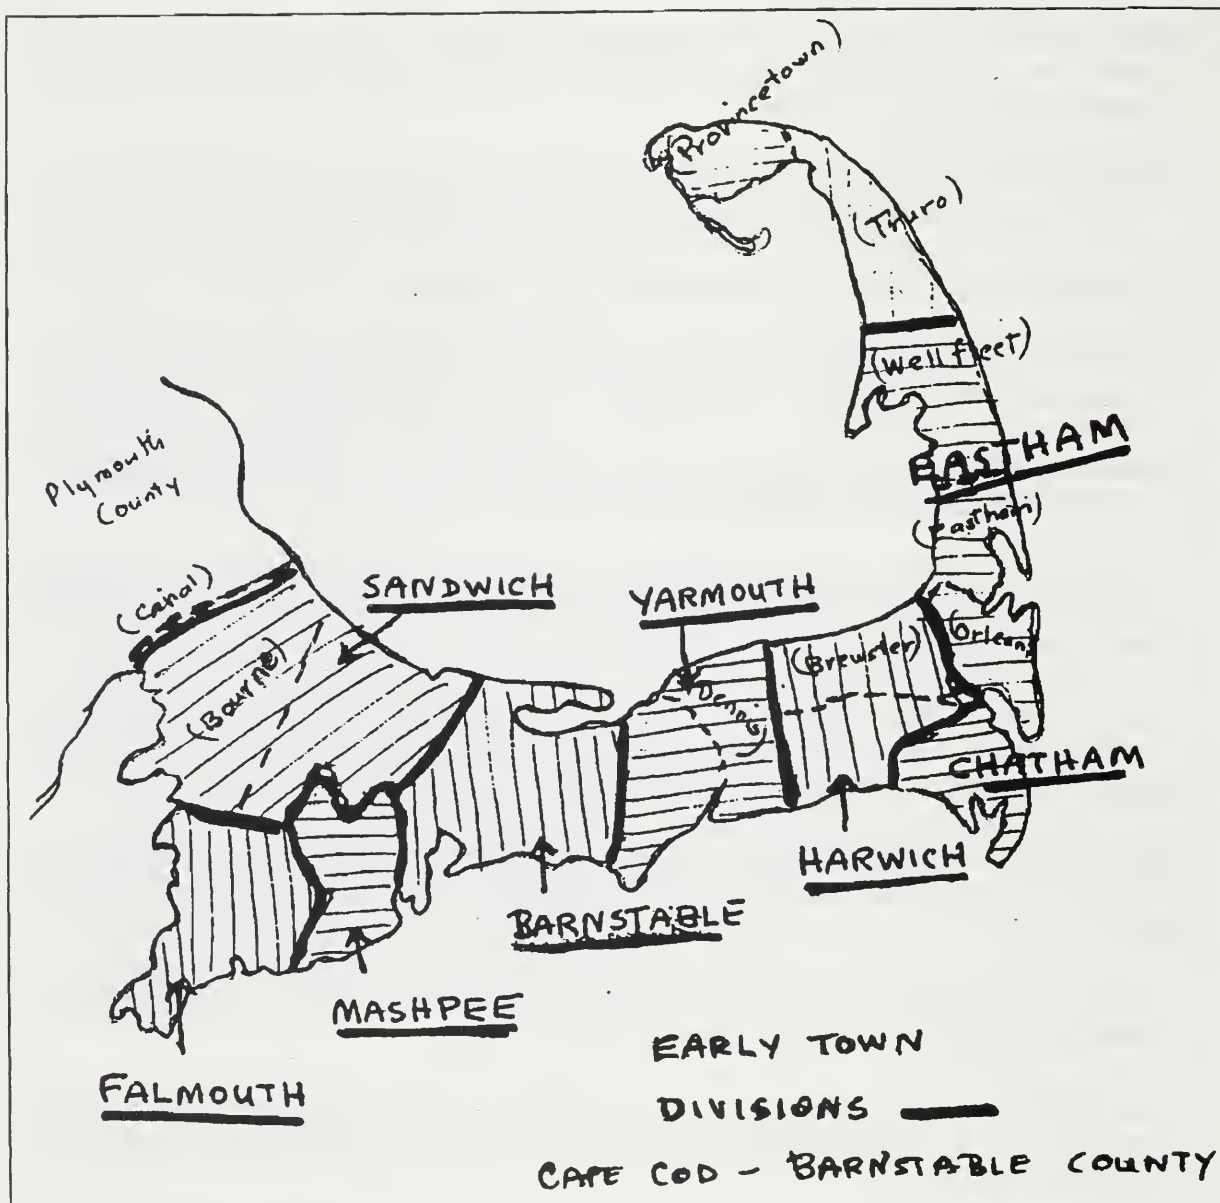 (Provincetown)
(Truro)
(Wellfleet)
EASTHAM
(Eastham)
Plymouth
County
(Canal)
SANDWICH
YARMOUTH
(Bourne)
(Dennis)
(Brewster)
(Orleans)
CHATHAM
HARWICH
BARNSTABLE
MASHPEE
FALMOUTH
EARLY TOWN
DIVISIONS
CAPE COD - BARNSTABLE COUNTY